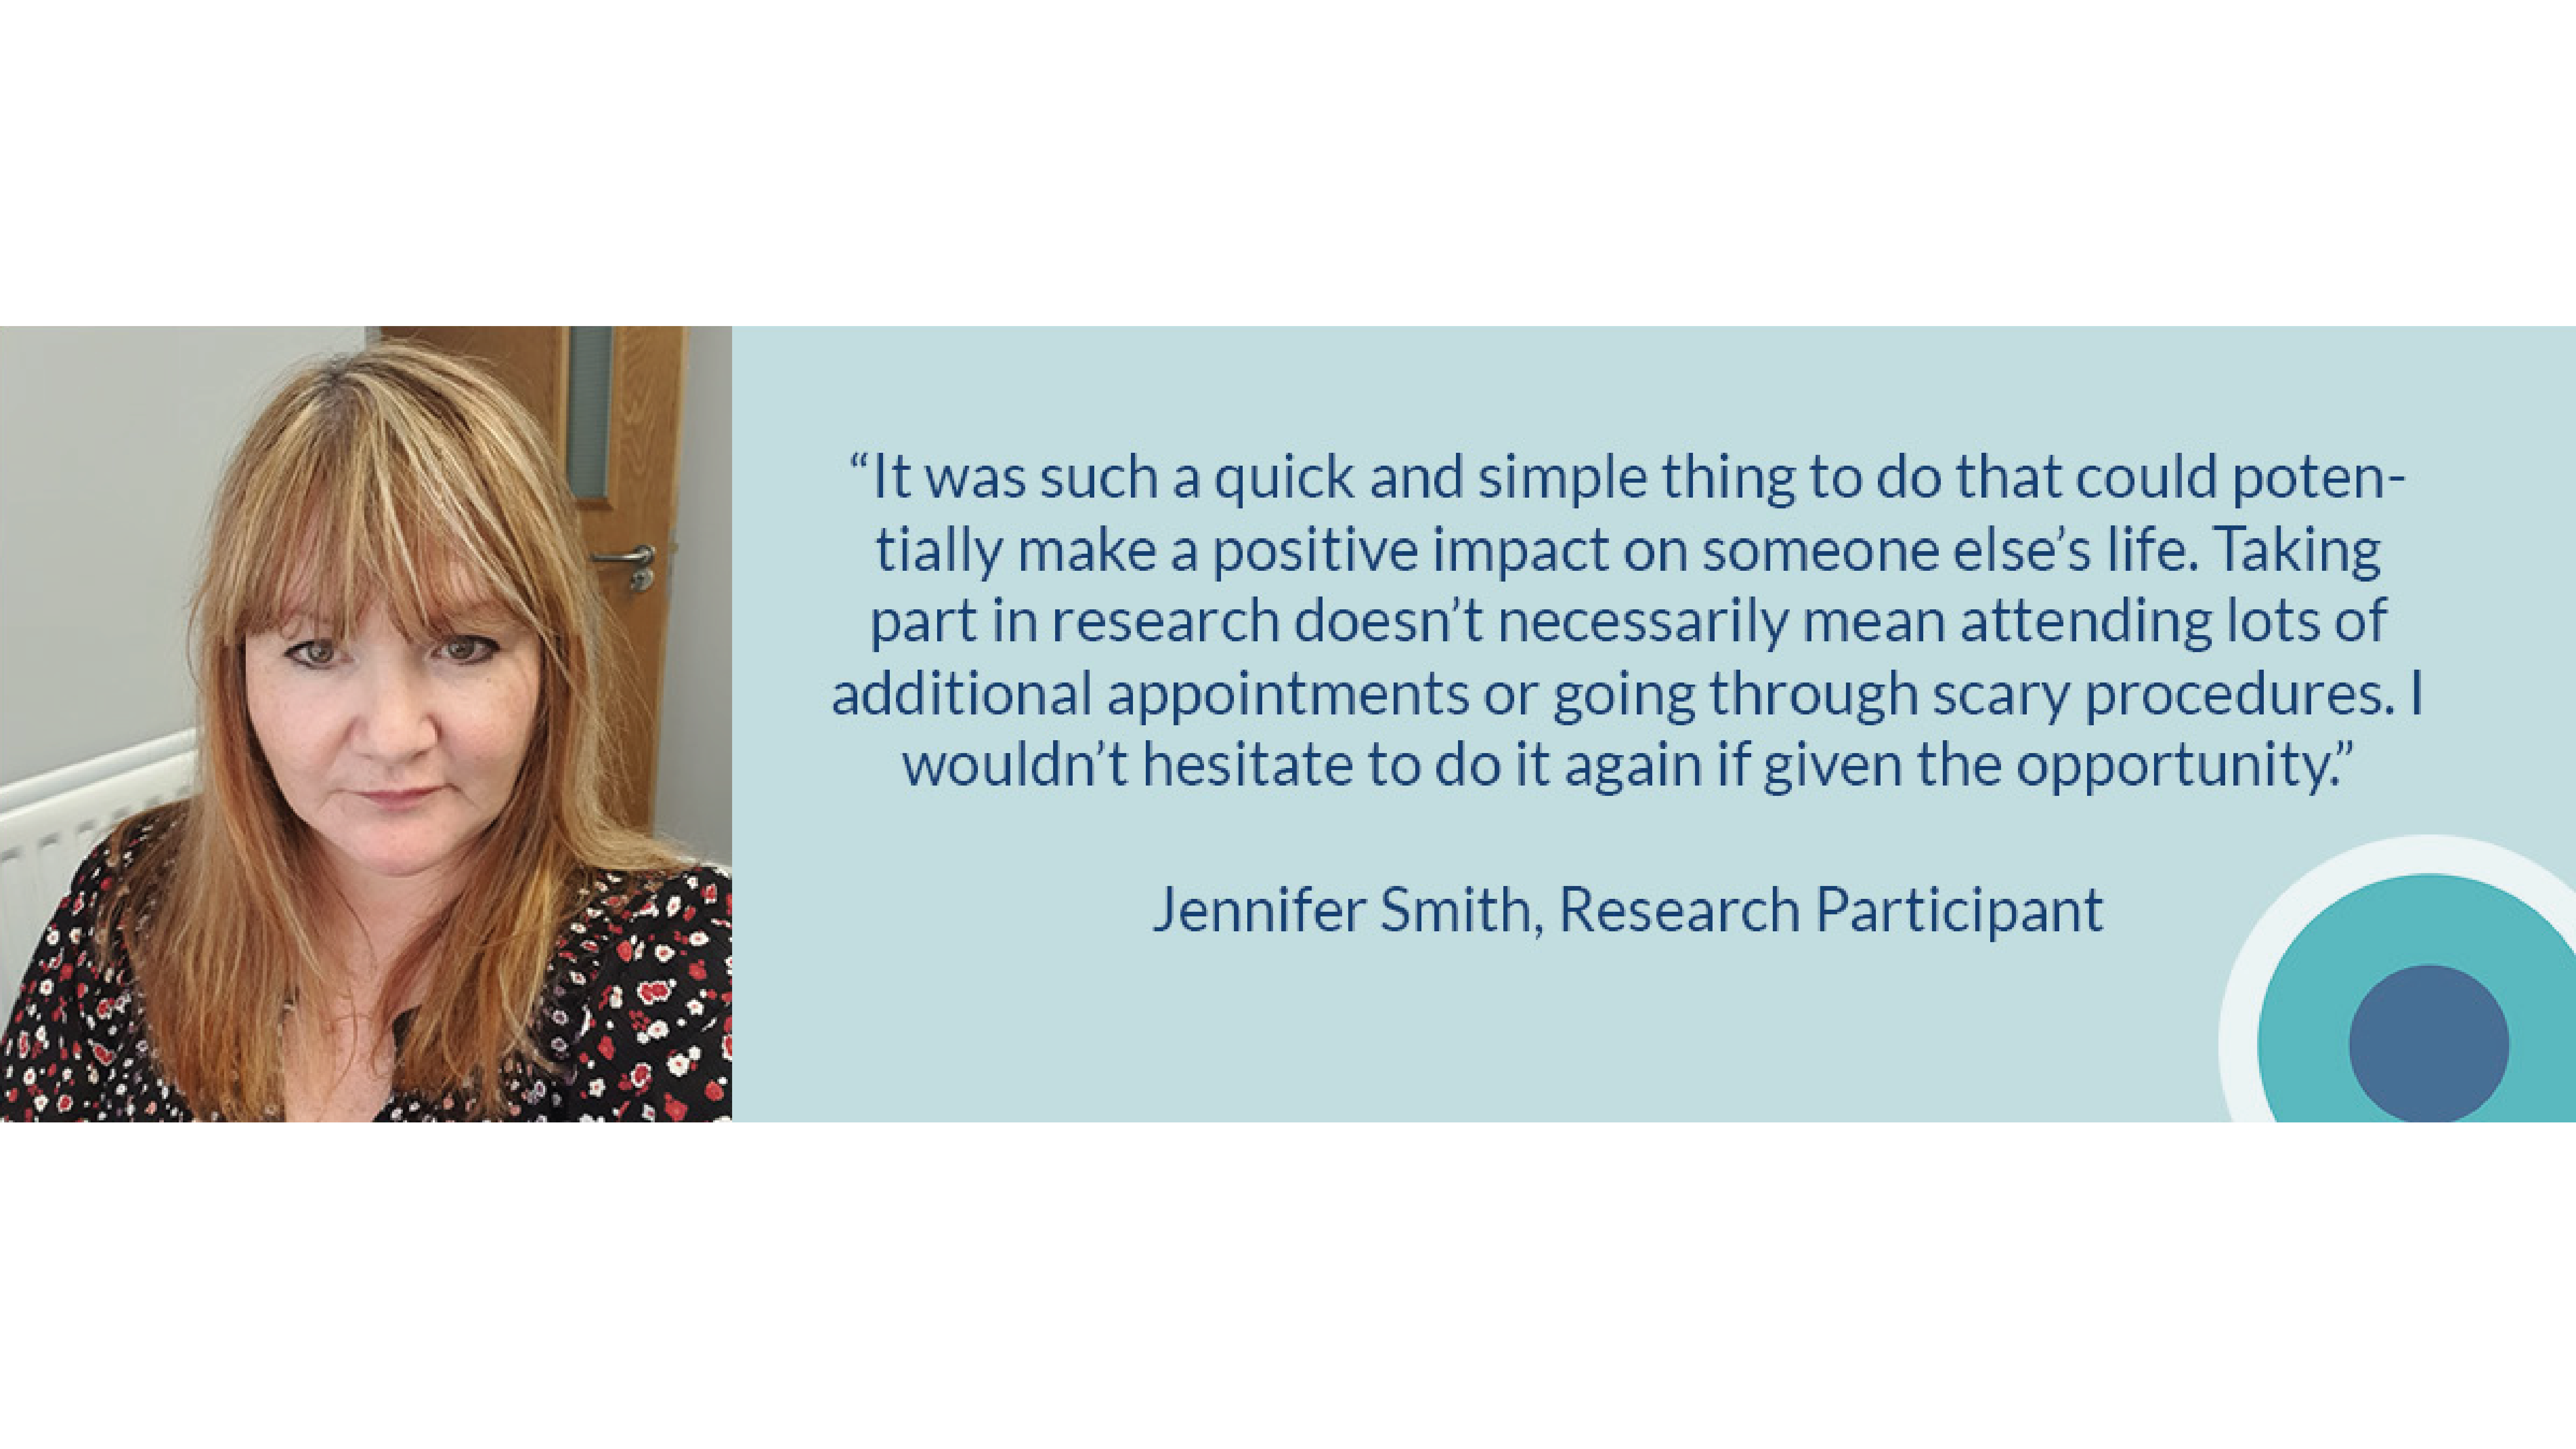 “It was such a quick and simple thing to do that could poten-
tially make a positive impact on someone else’s life. Taking
part in research doesn’t necessarily mean attending lots of
additional appointments or going through scary procedures. I
wouldn’t hesitate to do it again if given the opportunity.”
Jennifer Smith, Research Participant